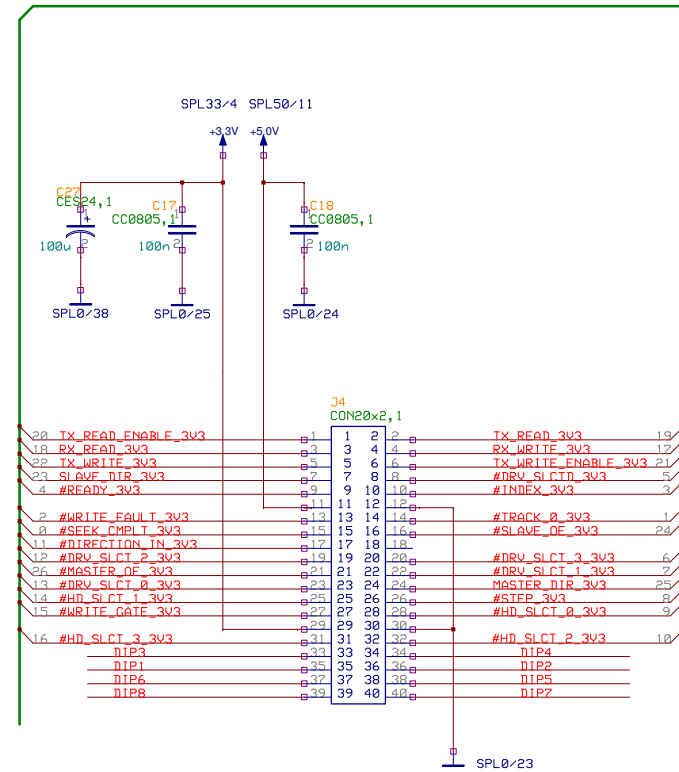 SPL33/4 SPL50/11
+3.3V +5.0V
C27
CES24,1
1
+
100u 2
SPL0/38
C17
CC0805,1
1
100n 2
SPL0/25
C18
CC0805,1
1
2 100n
SPL0/24
J4
CON20x2,1
20 TX_READ_ENABLE_3V3 1 1 2 2 TX_READ_3V3 19
18 RX_READ_3V3 3 3 4 4 RX_WRITE_3V3 17
22 TX_WRITE_3V3 5 5 6 6 TX_WRITE_ENABLE_3V3 21
23 SLAVE_DIR_3V3 7 7 8 8 #DRV_SLCTD_3V3 5
4 #READY_3V3 9 9 10 10 #INDEX_3V3 3
11 11 12 12
2 #WRITE_FAULT_3V3 13 13 14 14 #TRACK_0_3V3 1
0 #SEEK_CMPLT_3V3 15 15 16 16 #SLAVE_OE_3V3 24
11 #DIRECTION_IN_3V3 17 17 18 18
12 #DRV_SLCT_2_3V3 19 19 20 20 #DRV_SLCT_3_3V3 6
26 #MASTER_OE_3V3 21 21 22 22 #DRV_SLCT_1_3V3 7
13 #DRV_SLCT_0_3V3 23 23 24 24 MASTER_DIR_3V3 25
14 #HD_SLCT_1_3V3 25 25 26 26 #STEP_3V3 8
15 #WRITE_GATE_3V3 27 27 28 28 #HD_SLCT_0_3V3 9
29 29 30 30
16 #HD_SLCT_3_3V3 31 31 32 32 #HD_SLCT_2_3V3 10
DIP3 33 33 34 34 DIP4
DIP1 35 35 36 36 DIP2
DIP6 37 37 38 38 DIP5
DIP8 39 39 40 40 DIP7
SPL0/23